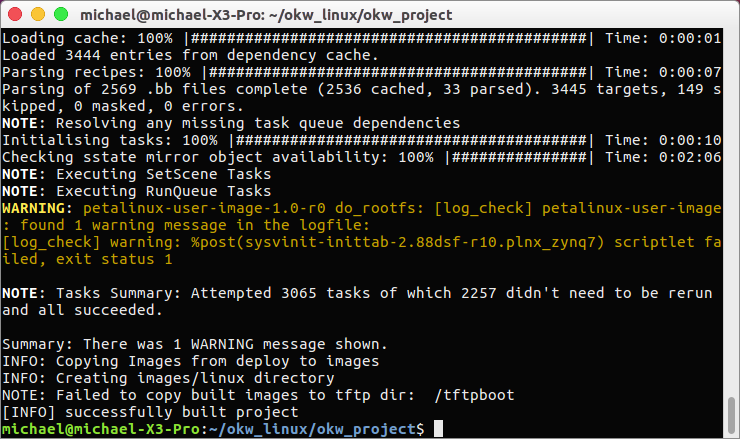 michael@michael-X3-Pro: ~/okw_linux/okw_project
Loading cache: 100% |############################################| Time: 0:00:01
Loaded 3444 entries from dependency cache.
Parsing recipes: 100% |##########################################| Time: 0:00:07
Parsing of 2569 .bb files complete (2536 cached, 33 parsed). 3445 targets, 149 s
kipped, 0 masked, 0 errors.
NOTE: Resolving any missing task queue dependencies
Initialising tasks: 100% |#######################################| Time: 0:00:10
Checking sstate mirror object availability: 100% |###############| Time: 0:02:06
NOTE: Executing SetScene Tasks
NOTE: Executing RunQueue Tasks
WARNING: petalinux-user-image-1.0-r0 do_rootfs: [log_check] petalinux-user-image
: found 1 warning message in the logfile:
[log_check] warning: %post(sysvinit-inittab-2.88dsf-r10.plnx_zynq7) scriptlet fa
iled, exit status 1
NOTE: Tasks Summary: Attempted 3065 tasks of which 2257 didn't need to be rerun
and all succeeded.
Summary: There was 1 WARNING message shown.
INFO: Copying Images from deploy to images
INFO: Creating images/linux directory
NOTE: Failed to copy built images to tftp dir:  /tftpboot
[INFO] successfully built project
michael@michael-X3-Pro:~/okw_linux/okw_project$